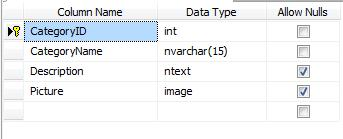 Column Name Data Type Allow Nulls
CategoryID int
CategoryName nvarchar(15)
Description ntext
Picture image